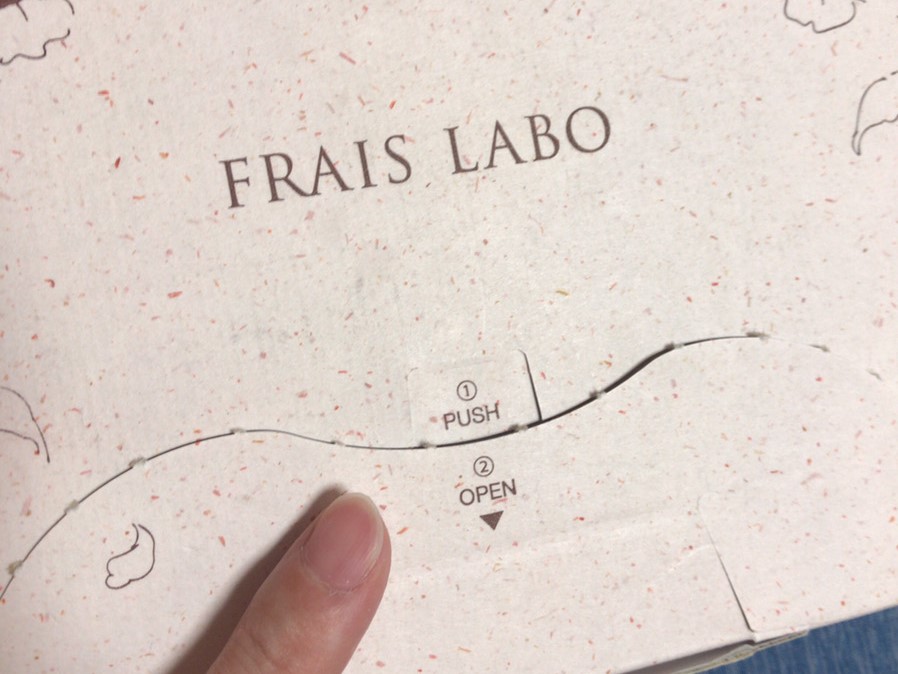 FRAIS LABO
①
PUSH
②
OPEN
▼